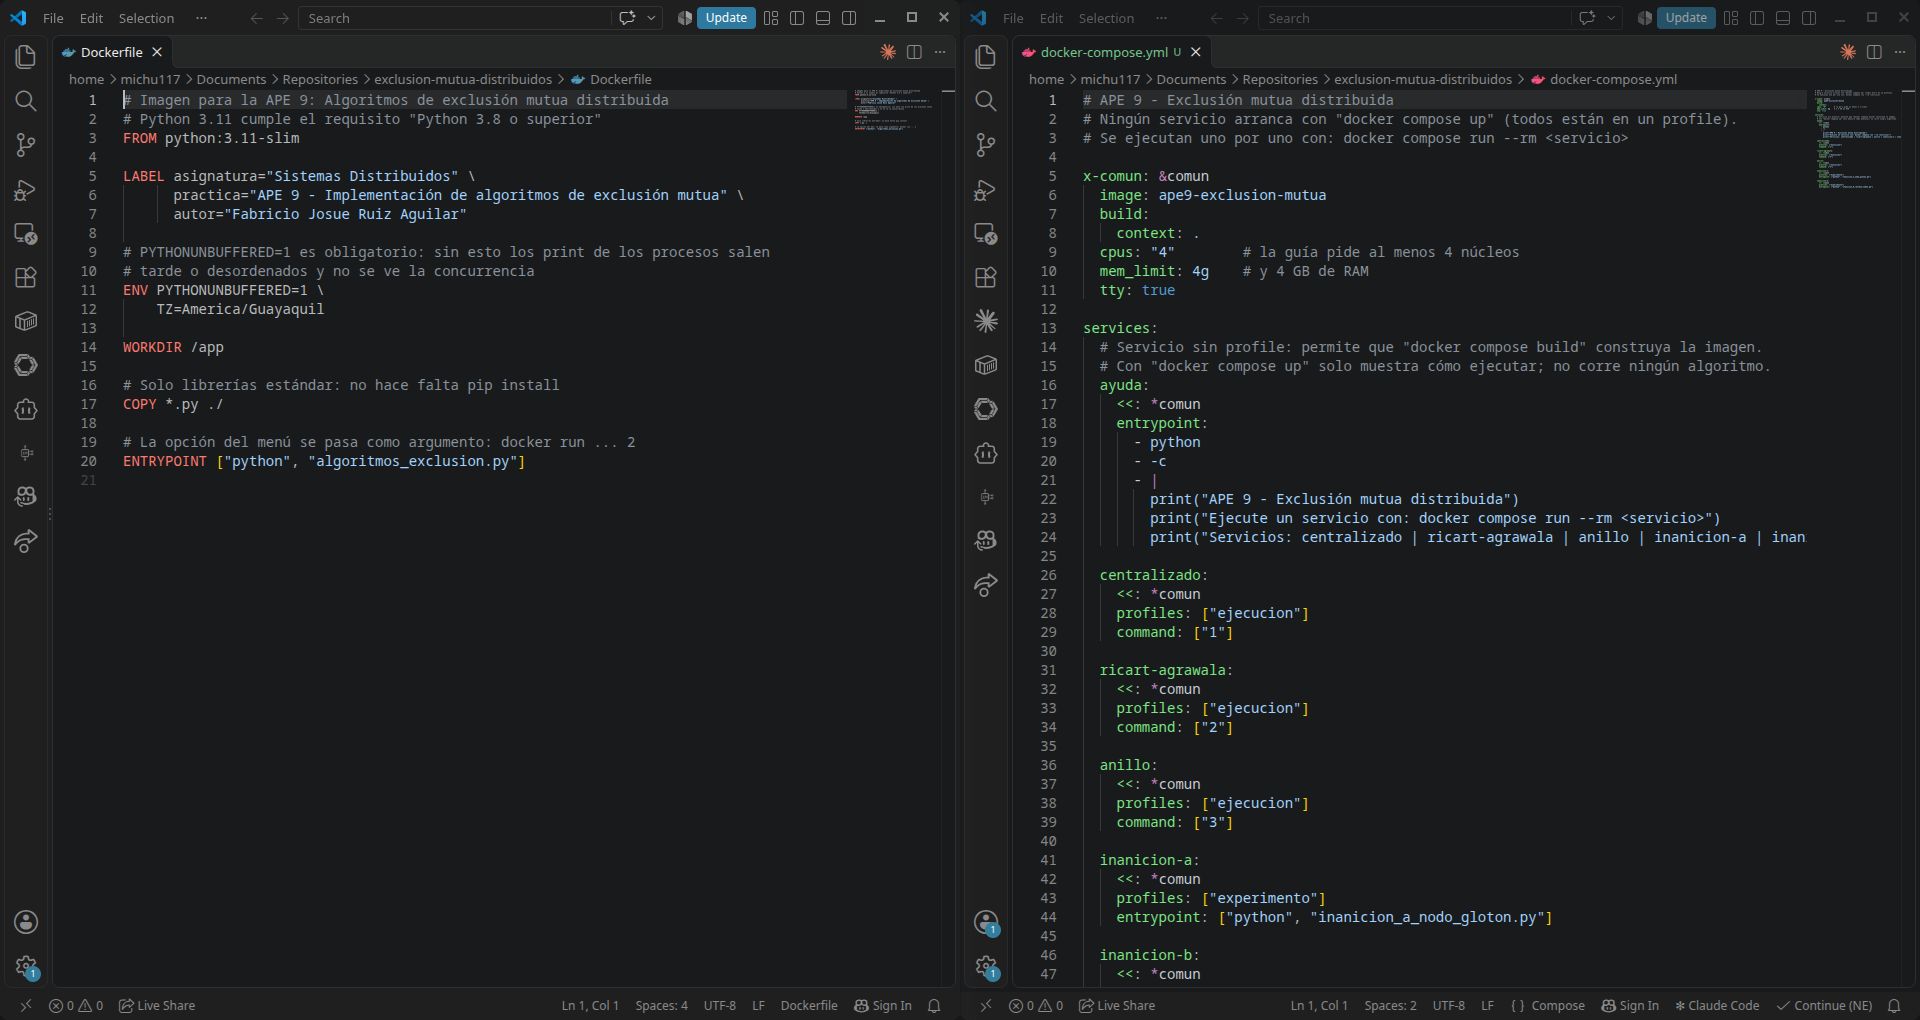 File Edit Selection ··· Search Update
Dockerfile
home > michu117 > Documents > Repositories > exclusion-mutua-distribuidos > Dockerfile
1 # Imagen para la APE 9: Algoritmos de exclusión mutua distribuida
2 # Python 3.11 cumple el requisito "Python 3.8 o superior"
3 FROM python:3.11-slim
4
5 LABEL asignatura="Sistemas Distribuidos" \
6 practica="APE 9 - Implementación de algoritmos de exclusión mutua" \
7 autor="Fabricio Josue Ruiz Aguilar"
8
9 # PYTHONUNBUFFERED=1 es obligatorio: sin esto los print de los procesos salen
10 # tarde o desordenados y no se ve la concurrencia
11 ENV PYTHONUNBUFFERED=1 \
12 TZ=America/Guayaquil
13
14 WORKDIR /app
15
16 # Solo librerías estándar: no hace falta pip install
17 COPY *.py ./
18
19 # La opción del menú se pasa como argumento: docker run ... 2
20 ENTRYPOINT ["python", "algoritmos_exclusion.py"]
21
1
0 0 Live Share Ln 1, Col 1 Spaces: 4 UTF-8 LF Dockerfile Sign In
File Edit Selection ··· Search Update
docker-compose.yml U
home > michu117 > Documents > Repositories > exclusion-mutua-distribuidos > docker-compose.yml
1 # APE 9 - Exclusión mutua distribuida
2 # Ningún servicio arranca con "docker compose up" (todos están en un profile).
3 # Se ejecutan uno por uno con: docker compose run --rm <servicio>
4
5 x-comun: &comun
6 image: ape9-exclusion-mutua
7 build:
8 context: .
9 cpus: "4" # la guía pide al menos 4 núcleos
10 mem_limit: 4g # y 4 GB de RAM
11 tty: true
12
13 services:
14 # Servicio sin profile: permite que "docker compose build" construya la imagen.
15 # Con "docker compose up" solo muestra cómo ejecutar; no corre ningún algoritmo.
16 ayuda:
17 <<: *comun
18 entrypoint:
19 - python
20 - -c
21 - |
22 print("APE 9 - Exclusión mutua distribuida")
23 print("Ejecute un servicio con: docker compose run --rm <servicio>")
24 print("Servicios: centralizado | ricart-agrawala | anillo | inanicion-a | inan
25
26 centralizado:
27 <<: *comun
28 profiles: ["ejecucion"]
29 command: ["1"]
30
31 ricart-agrawala:
32 <<: *comun
33 profiles: ["ejecucion"]
34 command: ["2"]
35
36 anillo:
37 <<: *comun
38 profiles: ["ejecucion"]
39 command: ["3"]
40
41 inanicion-a:
42 <<: *comun
43 profiles: ["experimento"]
44 entrypoint: ["python", "inanicion_a_nodo_gloton.py"]
45
46 inanicion-b:
47 <<: *comun
1
1
0 0 Live Share Ln 1, Col 1 Spaces: 2 UTF-8 LF { } Compose Sign In Claude Code Continue (NE)